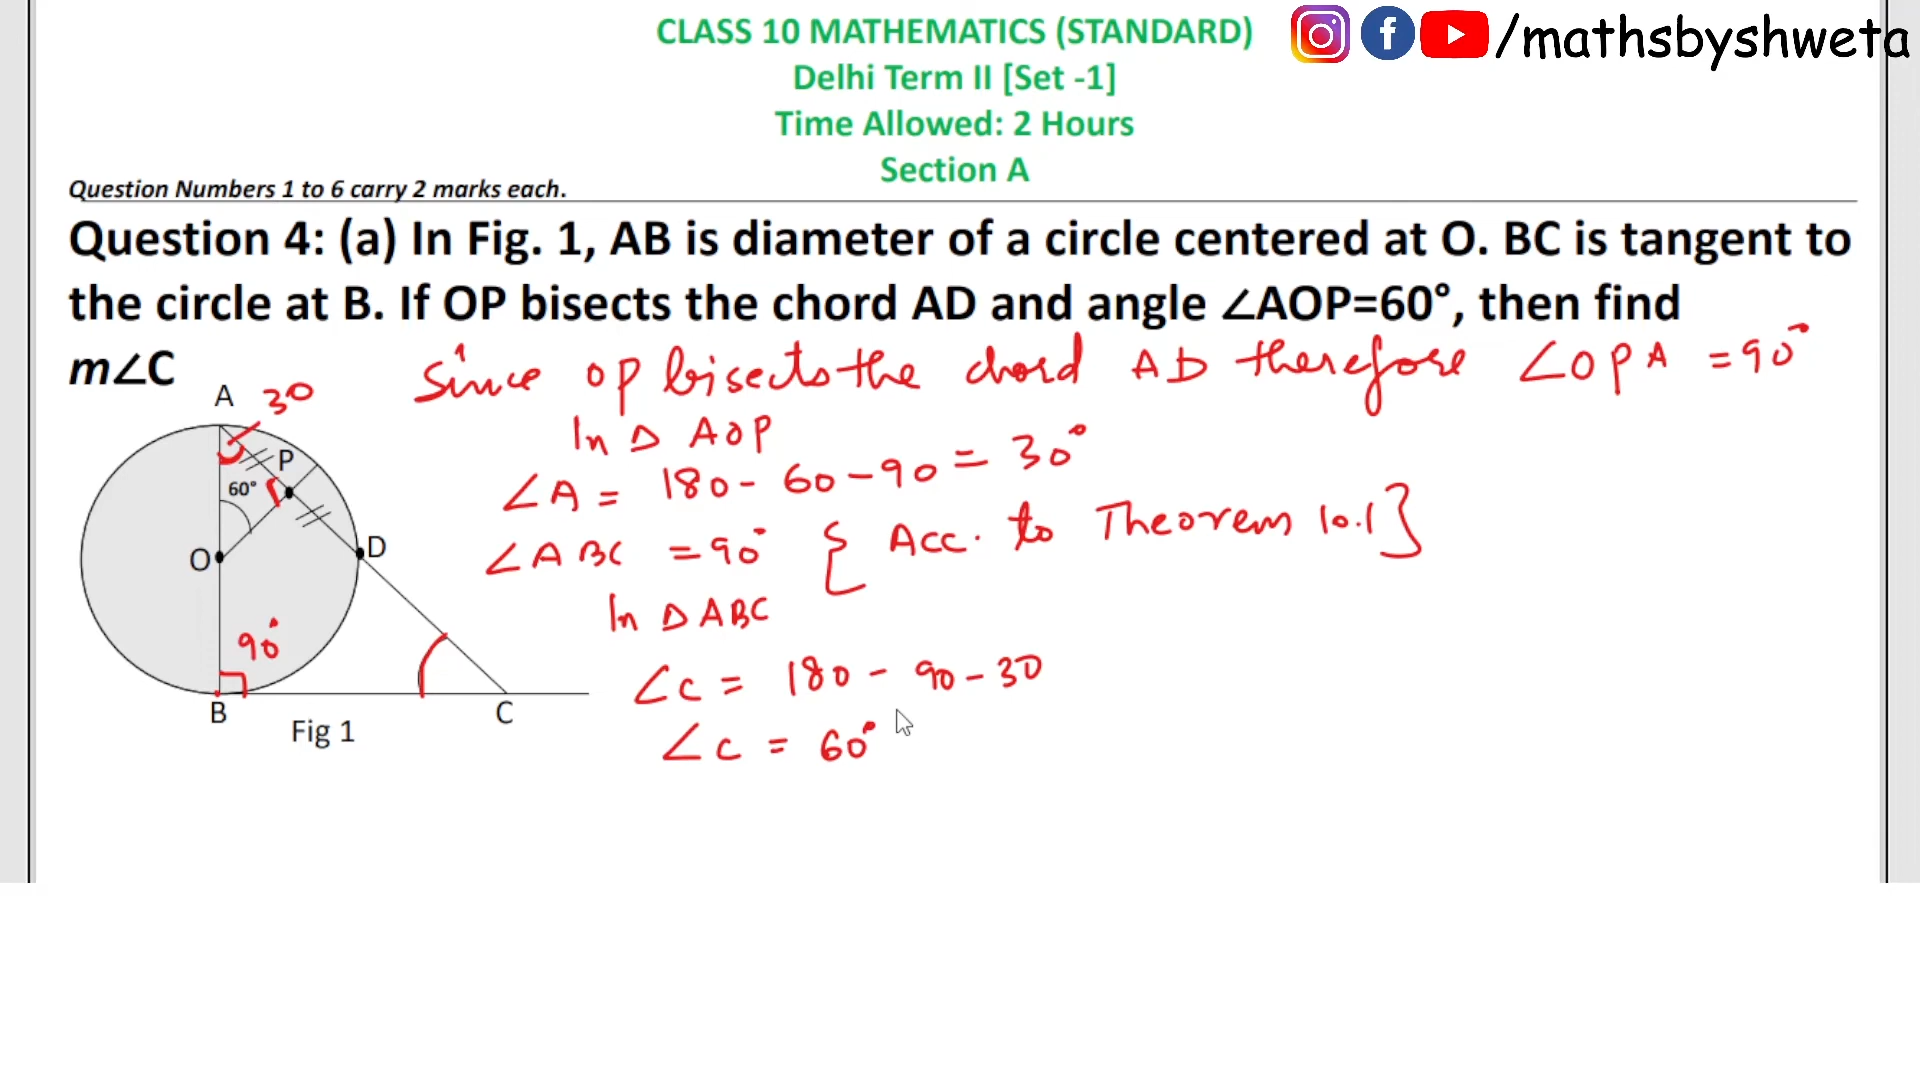 CLASS 10 MATHEMATICS (STANDARD)
/mathsbyshweta
Delhi Term II [Set -1]
Time Allowed: 2 Hours
Section A
Question Numbers 1 to 6 carry 2 marks each.
Question 4: (a) In Fig. 1, AB is diameter of a circle centered at O. BC is tangent to
the circle at B. If OP bisects the chord AD and angle ∠AOP=60°, then find
m∠C
Since OP bisects the chord AD therefore ∠OPA = 90°
In Δ AOP
∠A = 180 - 60 - 90 = 30°
∠ABC = 90° { Acc. to Theorem 10.1 }
In Δ ABC
∠C = 180 - 90 - 30
∠C = 60°
A
30
P
60°
D
O
90°
B
C
Fig 1